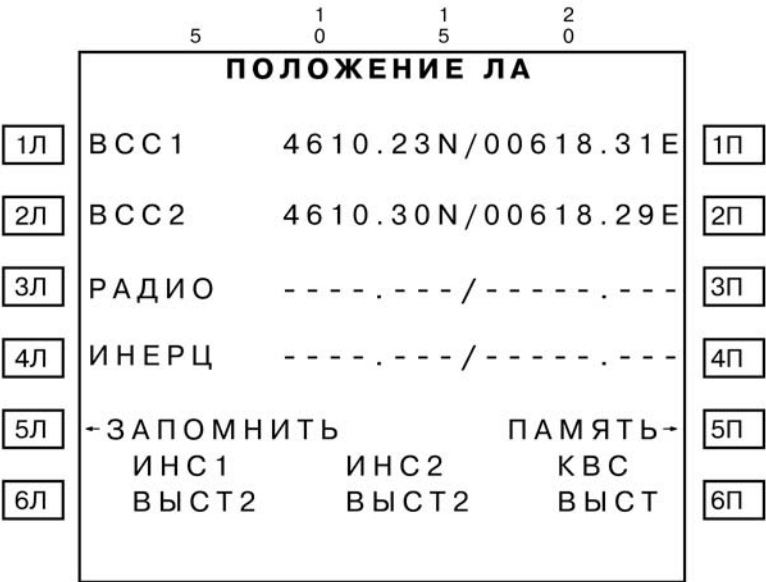 1 1 2
5 0 5 0
ПОЛОЖЕНИЕ ЛА
1Л ВСС1 4610.23N/00618.31E 1П
2Л ВСС2 4610.30N/00618.29E 2П
3Л РАДИО ----.---/-----.--- 3П
4Л ИНЕРЦ ----.---/-----.--- 4П
5Л ←ЗАПОМНИТЬ ПАМЯТЬ→ 5П
ИНС1 ИНС2 КВС
6Л ВЫСТ2 ВЫСТ2 ВЫСТ 6П